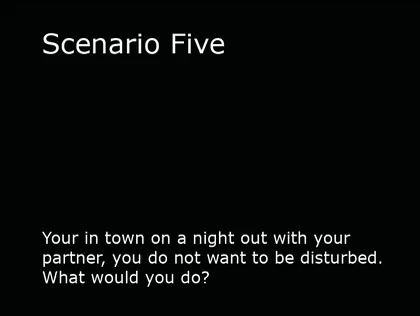 Scenario Five
Your in town on a night out with your
partner, you do not want to be disturbed.
What would you do?